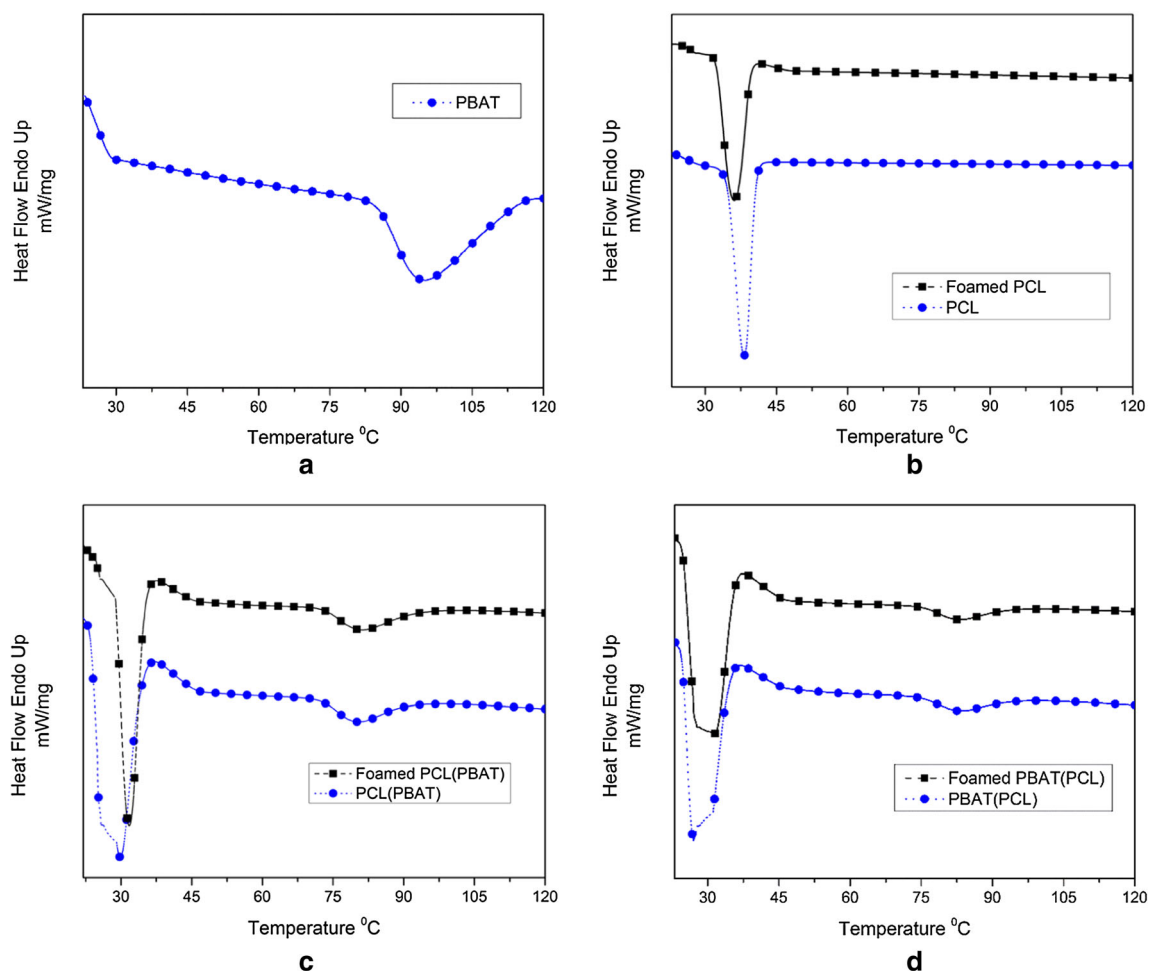 Heat Flow Endo Up
mW/mg
PBAT
30 45 60 75 90 105 120
Temperature ⁰C
a
Heat Flow Endo Up
mW/mg
Foamed PCL
PCL
30 45 60 75 90 105 120
Temperature ⁰C
b
Heat Flow Endo Up
mW/mg
Foamed PCL(PBAT)
PCL(PBAT)
30 45 60 75 90 105 120
Temperature ⁰C
c
Heat Flow Endo Up
mW/mg
Foamed PBAT(PCL)
PBAT(PCL)
30 45 60 75 90 105 120
Temperature ⁰C
d